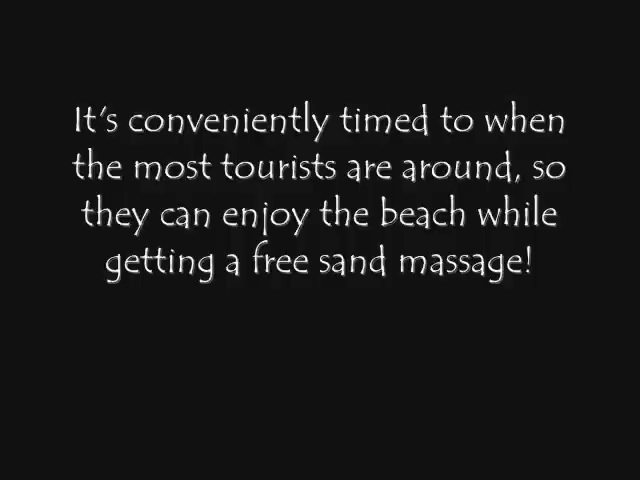 It's conveniently timed to when
the most tourists are around, so
they can enjoy the beach while
getting a free sand massage!